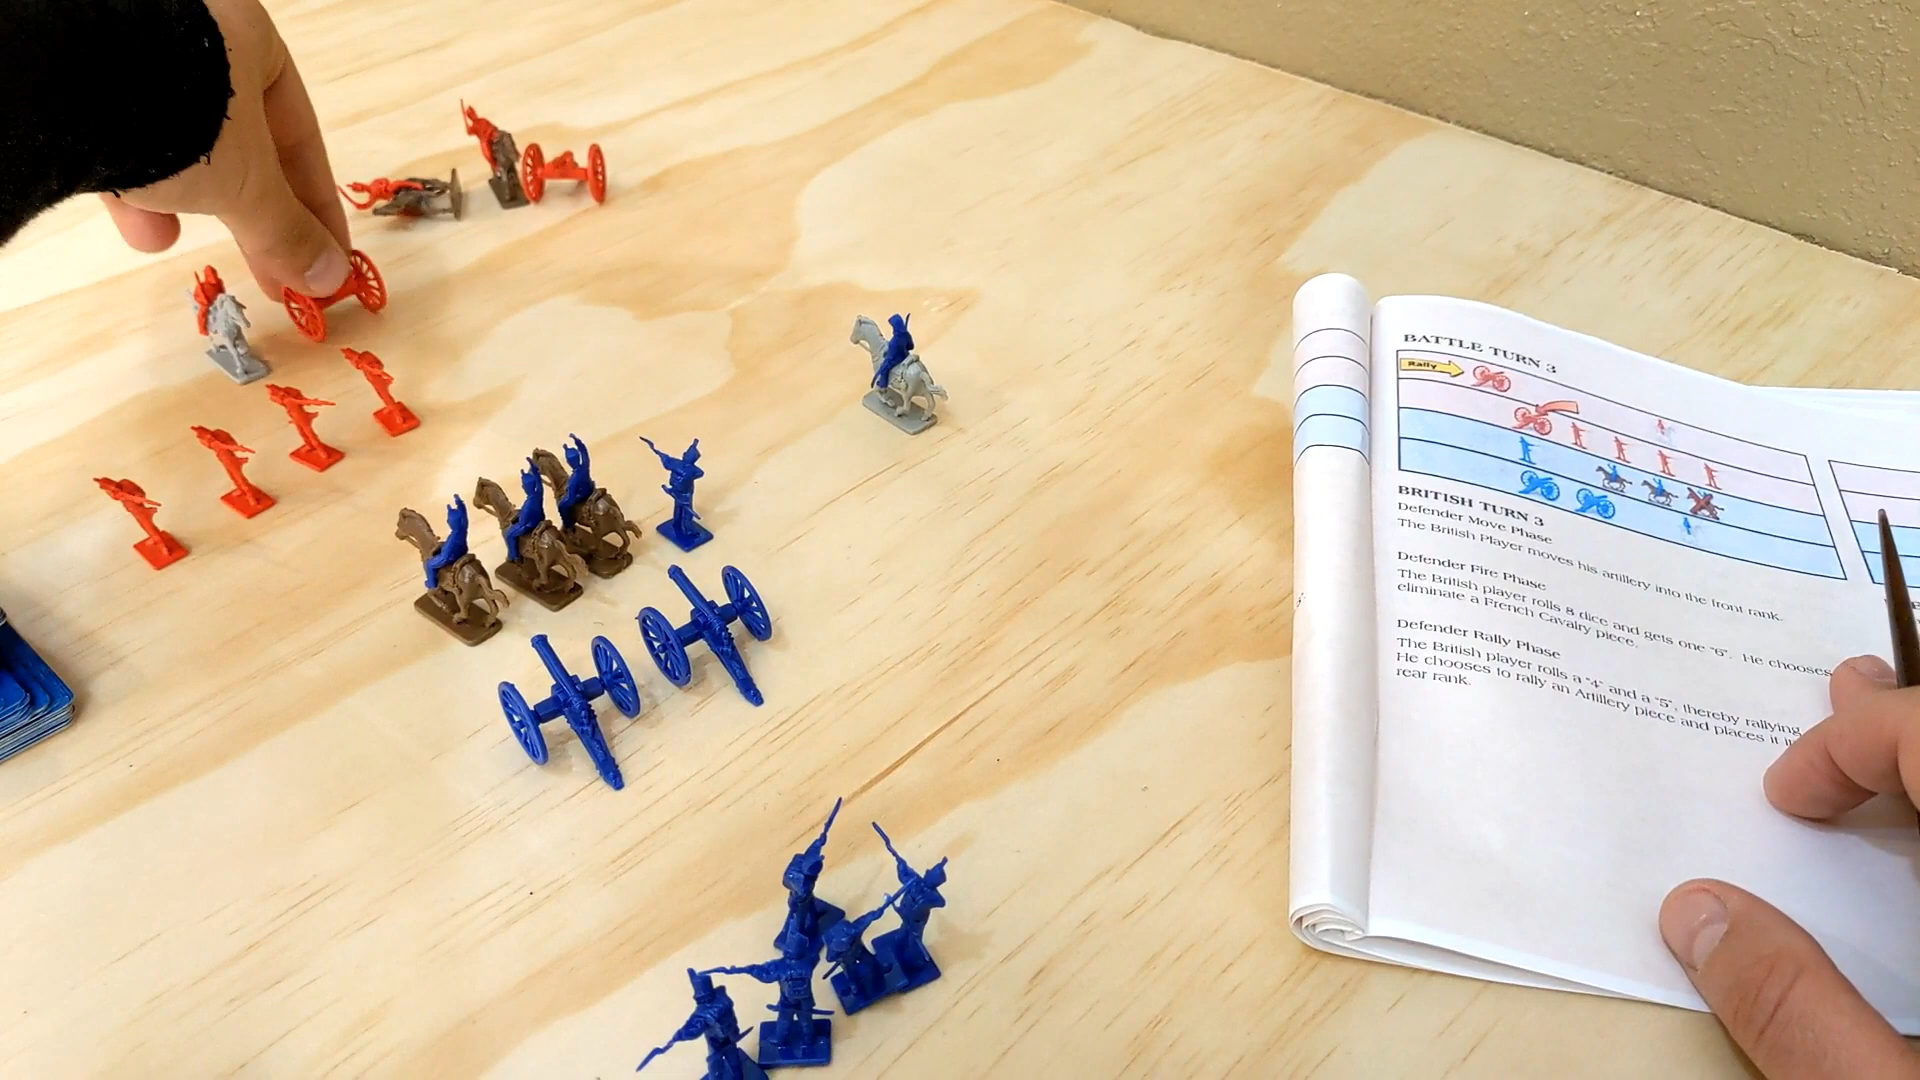 BATTLE TURN 3
Rally
BRITISH TURN 3
Defender Move Phase
The British Player moves his artillery into the front rank.
Defender Fire Phase
The British player rolls 8 dice and gets one "6". He chooses
eliminate a French Cavalry piece.
Defender Rally Phase
The British player rolls a "4" and a "5", thereby rallying
He chooses to rally an Artillery piece and places it
rear rank.